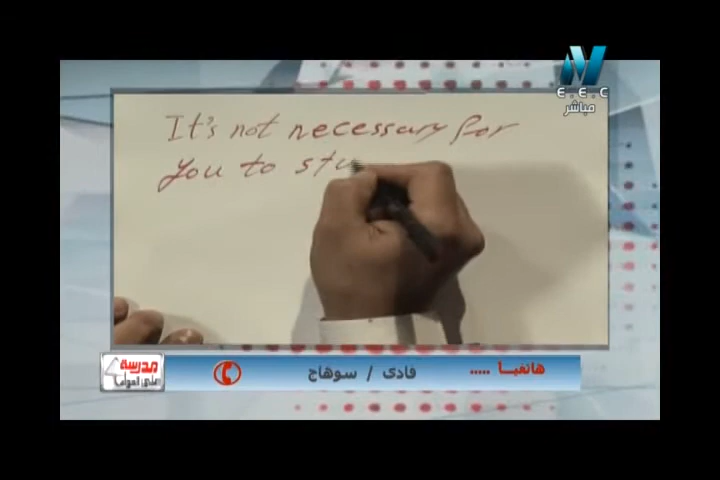 E.E.C
مباشر
It's not necessary for
you to stu
هاتفيا .....
فادى / سوهاج
مدرسة
على الهواء